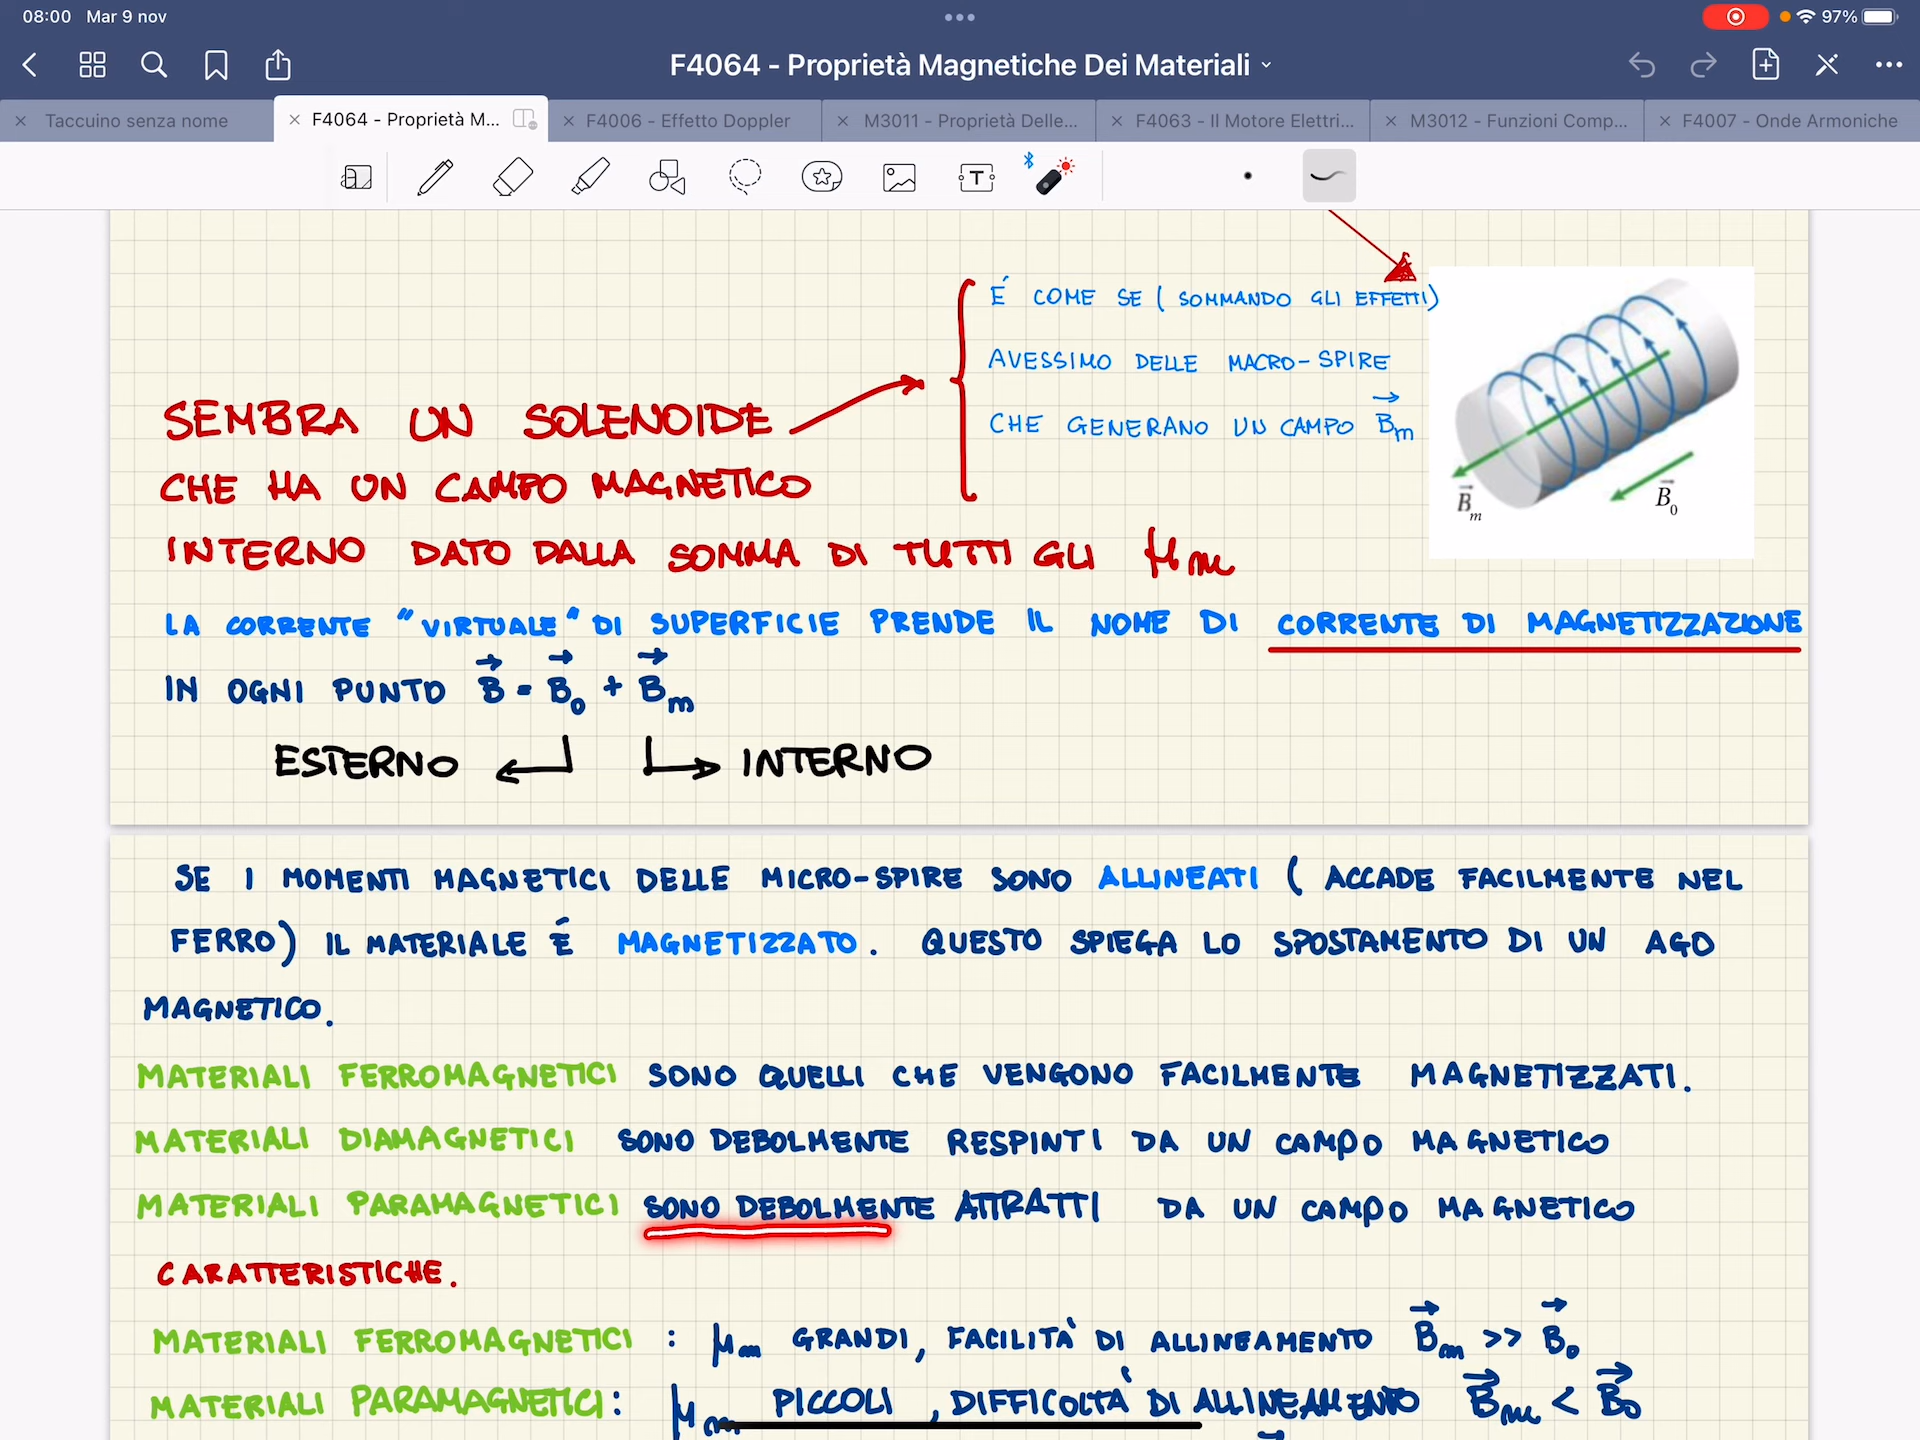 08:00 Mar 9 nov
97%
F4064 - Proprietà Magnetiche Dei Materiali
Taccuino senza nome
F4064 - Proprietà M...
F4006 - Effetto Doppler
M3011 - Proprietà Delle...
F4063 - Il Motore Elettri...
M3012 - Funzioni Comp...
F4007 - Onde Armoniche
É COME SE ( SOMMANDO GLI EFFETTI)
AVESSIMO DELLE MACRO-SPIRE
CHE GENERANO UN CAMPO B⃗m
B⃗m
B⃗0
SEMBRA UN SOLENOIDE
CHE HA UN CAMPO MAGNETICO
INTERNO DATO DALLA SOMMA DI TUTTI GLI μm
LA CORRENTE "VIRTUALE" DI SUPERFICIE PRENDE IL NOME DI CORRENTE DI MAGNETIZZAZIONE
IN OGNI PUNTO B⃗ = B⃗0 + B⃗m
ESTERNO ← → INTERNO
SE I MOMENTI MAGNETICI DELLE MICRO-SPIRE SONO ALLINEATI ( ACCADE FACILMENTE NEL
FERRO) IL MATERIALE É MAGNETIZZATO. QUESTO SPIEGA LO SPOSTAMENTO DI UN AGO
MAGNETICO.
MATERIALI FERROMAGNETICI SONO QUELLI CHE VENGONO FACILMENTE MAGNETIZZATI.
MATERIALI DIAMAGNETICI SONO DEBOLMENTE RESPINTI DA UN CAMPO MAGNETICO
MATERIALI PARAMAGNETICI SONO DEBOLMENTE ATTRATTI DA UN CAMPO MAGNETICO
CARATTERISTICHE.
MATERIALI FERROMAGNETICI : μm GRANDI, FACILITÀ DI ALLINEAMENTO B⃗m >> B⃗0
MATERIALI PARAMAGNETICI: μm PICCOLI, DIFFICOLTÀ DI ALLINEAMENTO B⃗m < B⃗0